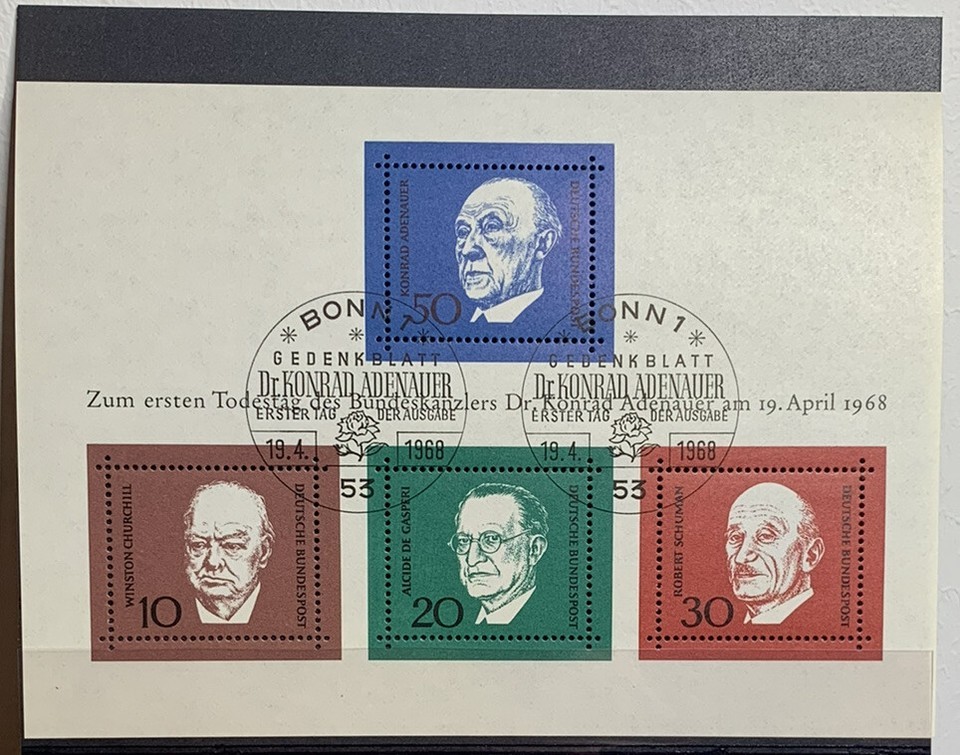 KONRAD ADENAUER
50
DEUTSCHE BUNDESPOST
BONN 1
GEDENKBLATT
Dr. KONRAD ADENAUER
ERSTER TAG DER AUSGABE
19.4. 1968
53
BONN 1
GEDENKBLATT
Dr. KONRAD ADENAUER
ERSTER TAG DER AUSGABE
19.4. 1968
53
Zum ersten Todestag des Bundeskanzlers Dr. Konrad Adenauer am 19. April 1968
WINSTON CHURCHILL
10
DEUTSCHE BUNDESPOST
ALCIDE DE GASPERI
20
DEUTSCHE BUNDESPOST
ROBERT SCHUMAN
30
DEUTSCHE BUNDESPOST